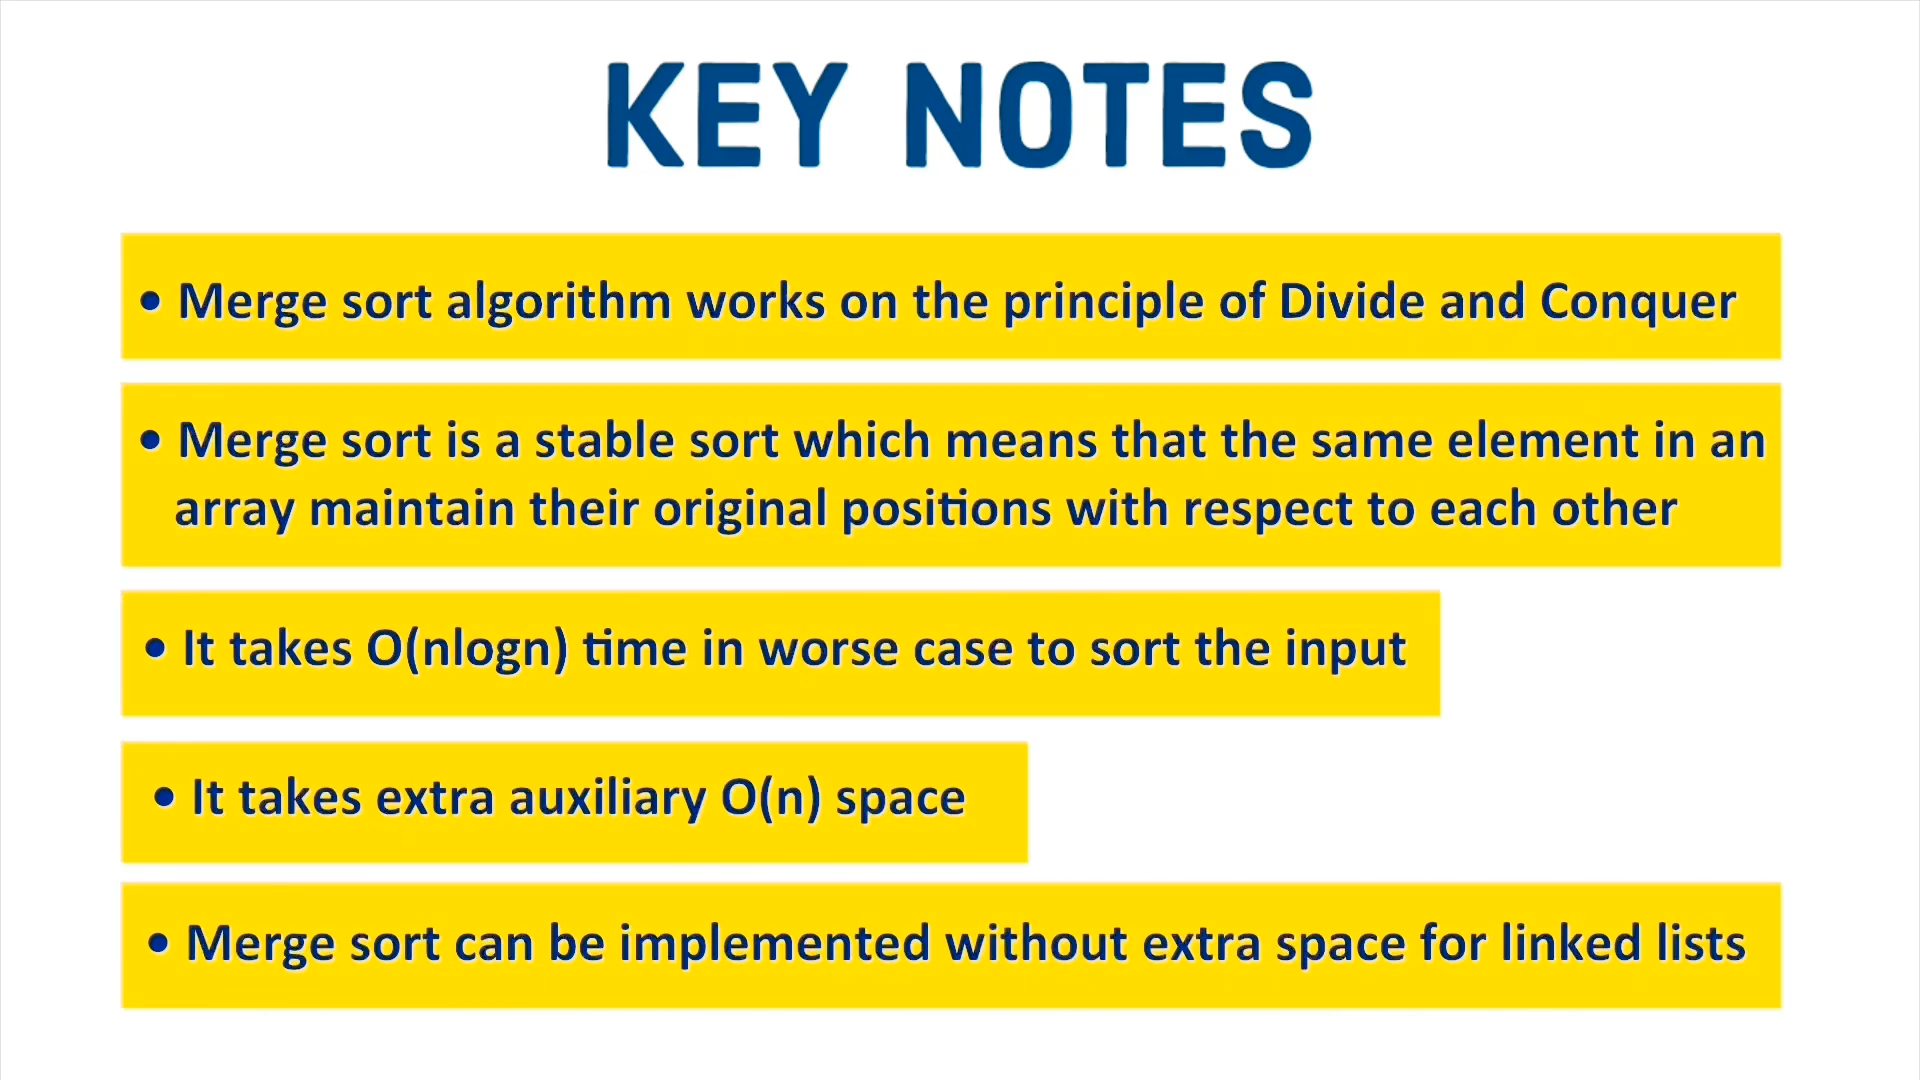 KEY NOTES
• Merge sort algorithm works on the principle of Divide and Conquer
• Merge sort is a stable sort which means that the same element in an
array maintain their original positions with respect to each other
• It takes O(nlogn) time in worse case to sort the input
• It takes extra auxiliary O(n) space
• Merge sort can be implemented without extra space for linked lists